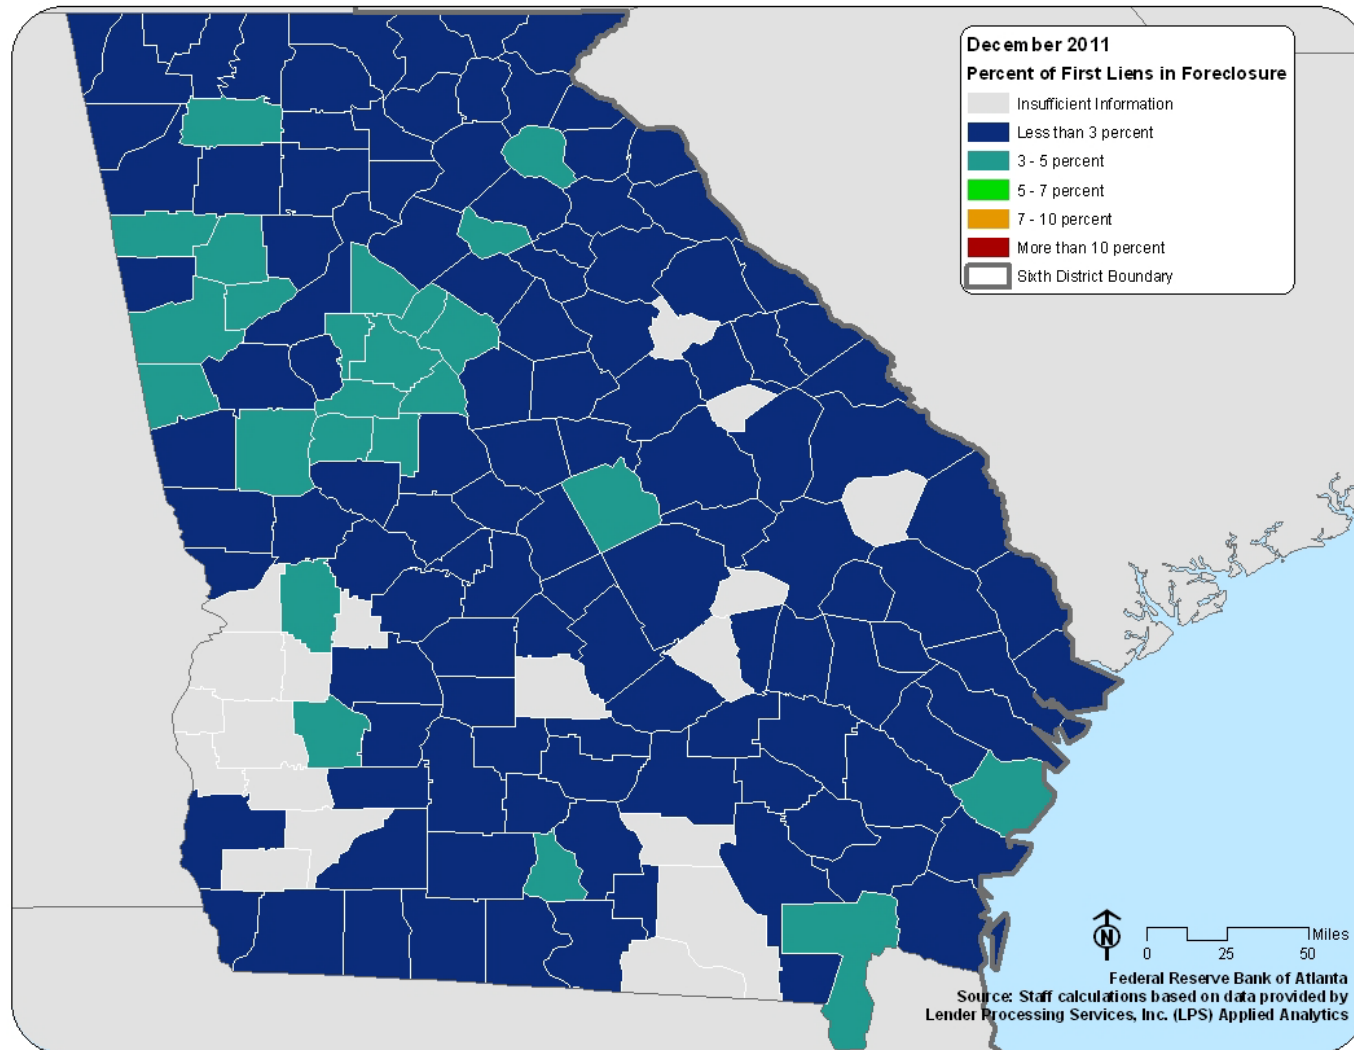 December 2011
Percent of First Liens in Foreclosure
Insufficient Information
Less than 3 percent
3 - 5 percent
5 - 7 percent
7 - 10 percent
More than 10 percent
Sixth District Boundary
N
Miles
0 25 50
Federal Reserve Bank of Atlanta
Source: Staff calculations based on data provided by
Lender Processing Services, Inc. (LPS) Applied Analytics